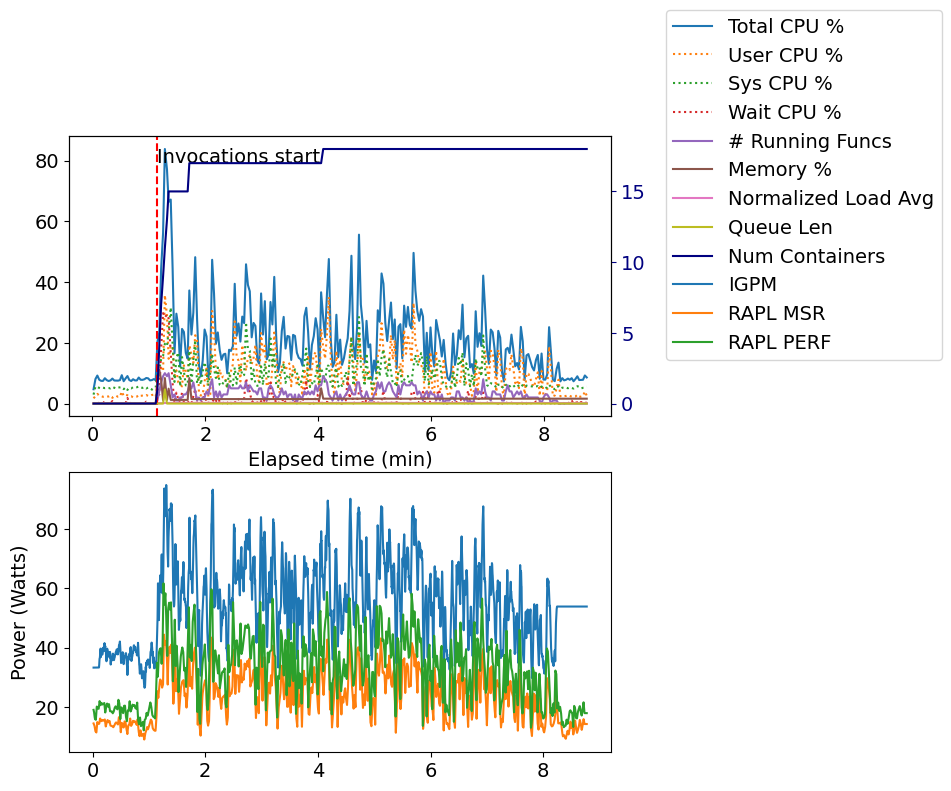 Total CPU %
User CPU %
Sys CPU %
Wait CPU %
# Running Funcs
Memory %
Normalized Load Avg
Queue Len
Num Containers
IGPM
RAPL MSR
RAPL PERF
Invocations start
80
60
40
20
0
15
10
5
0
0 2 4 6 8
Elapsed time (min)
Power (Watts)
80
60
40
20
0 2 4 6 8